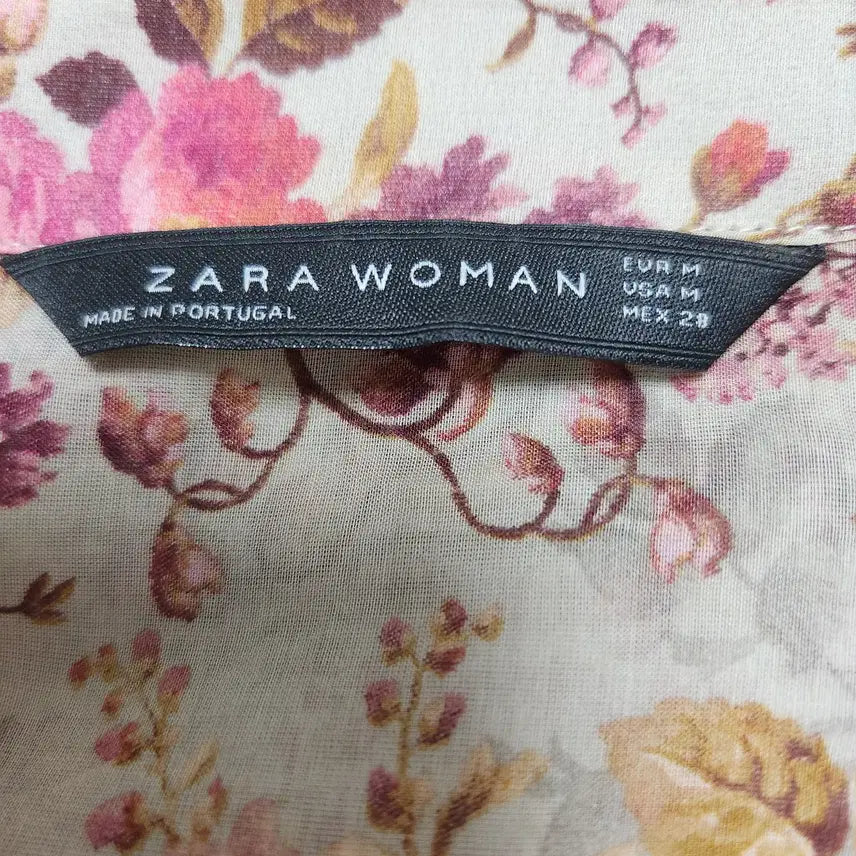 ZARA WOMAN
MADE IN PORTUGAL
EUR M
USA M
MEX 28